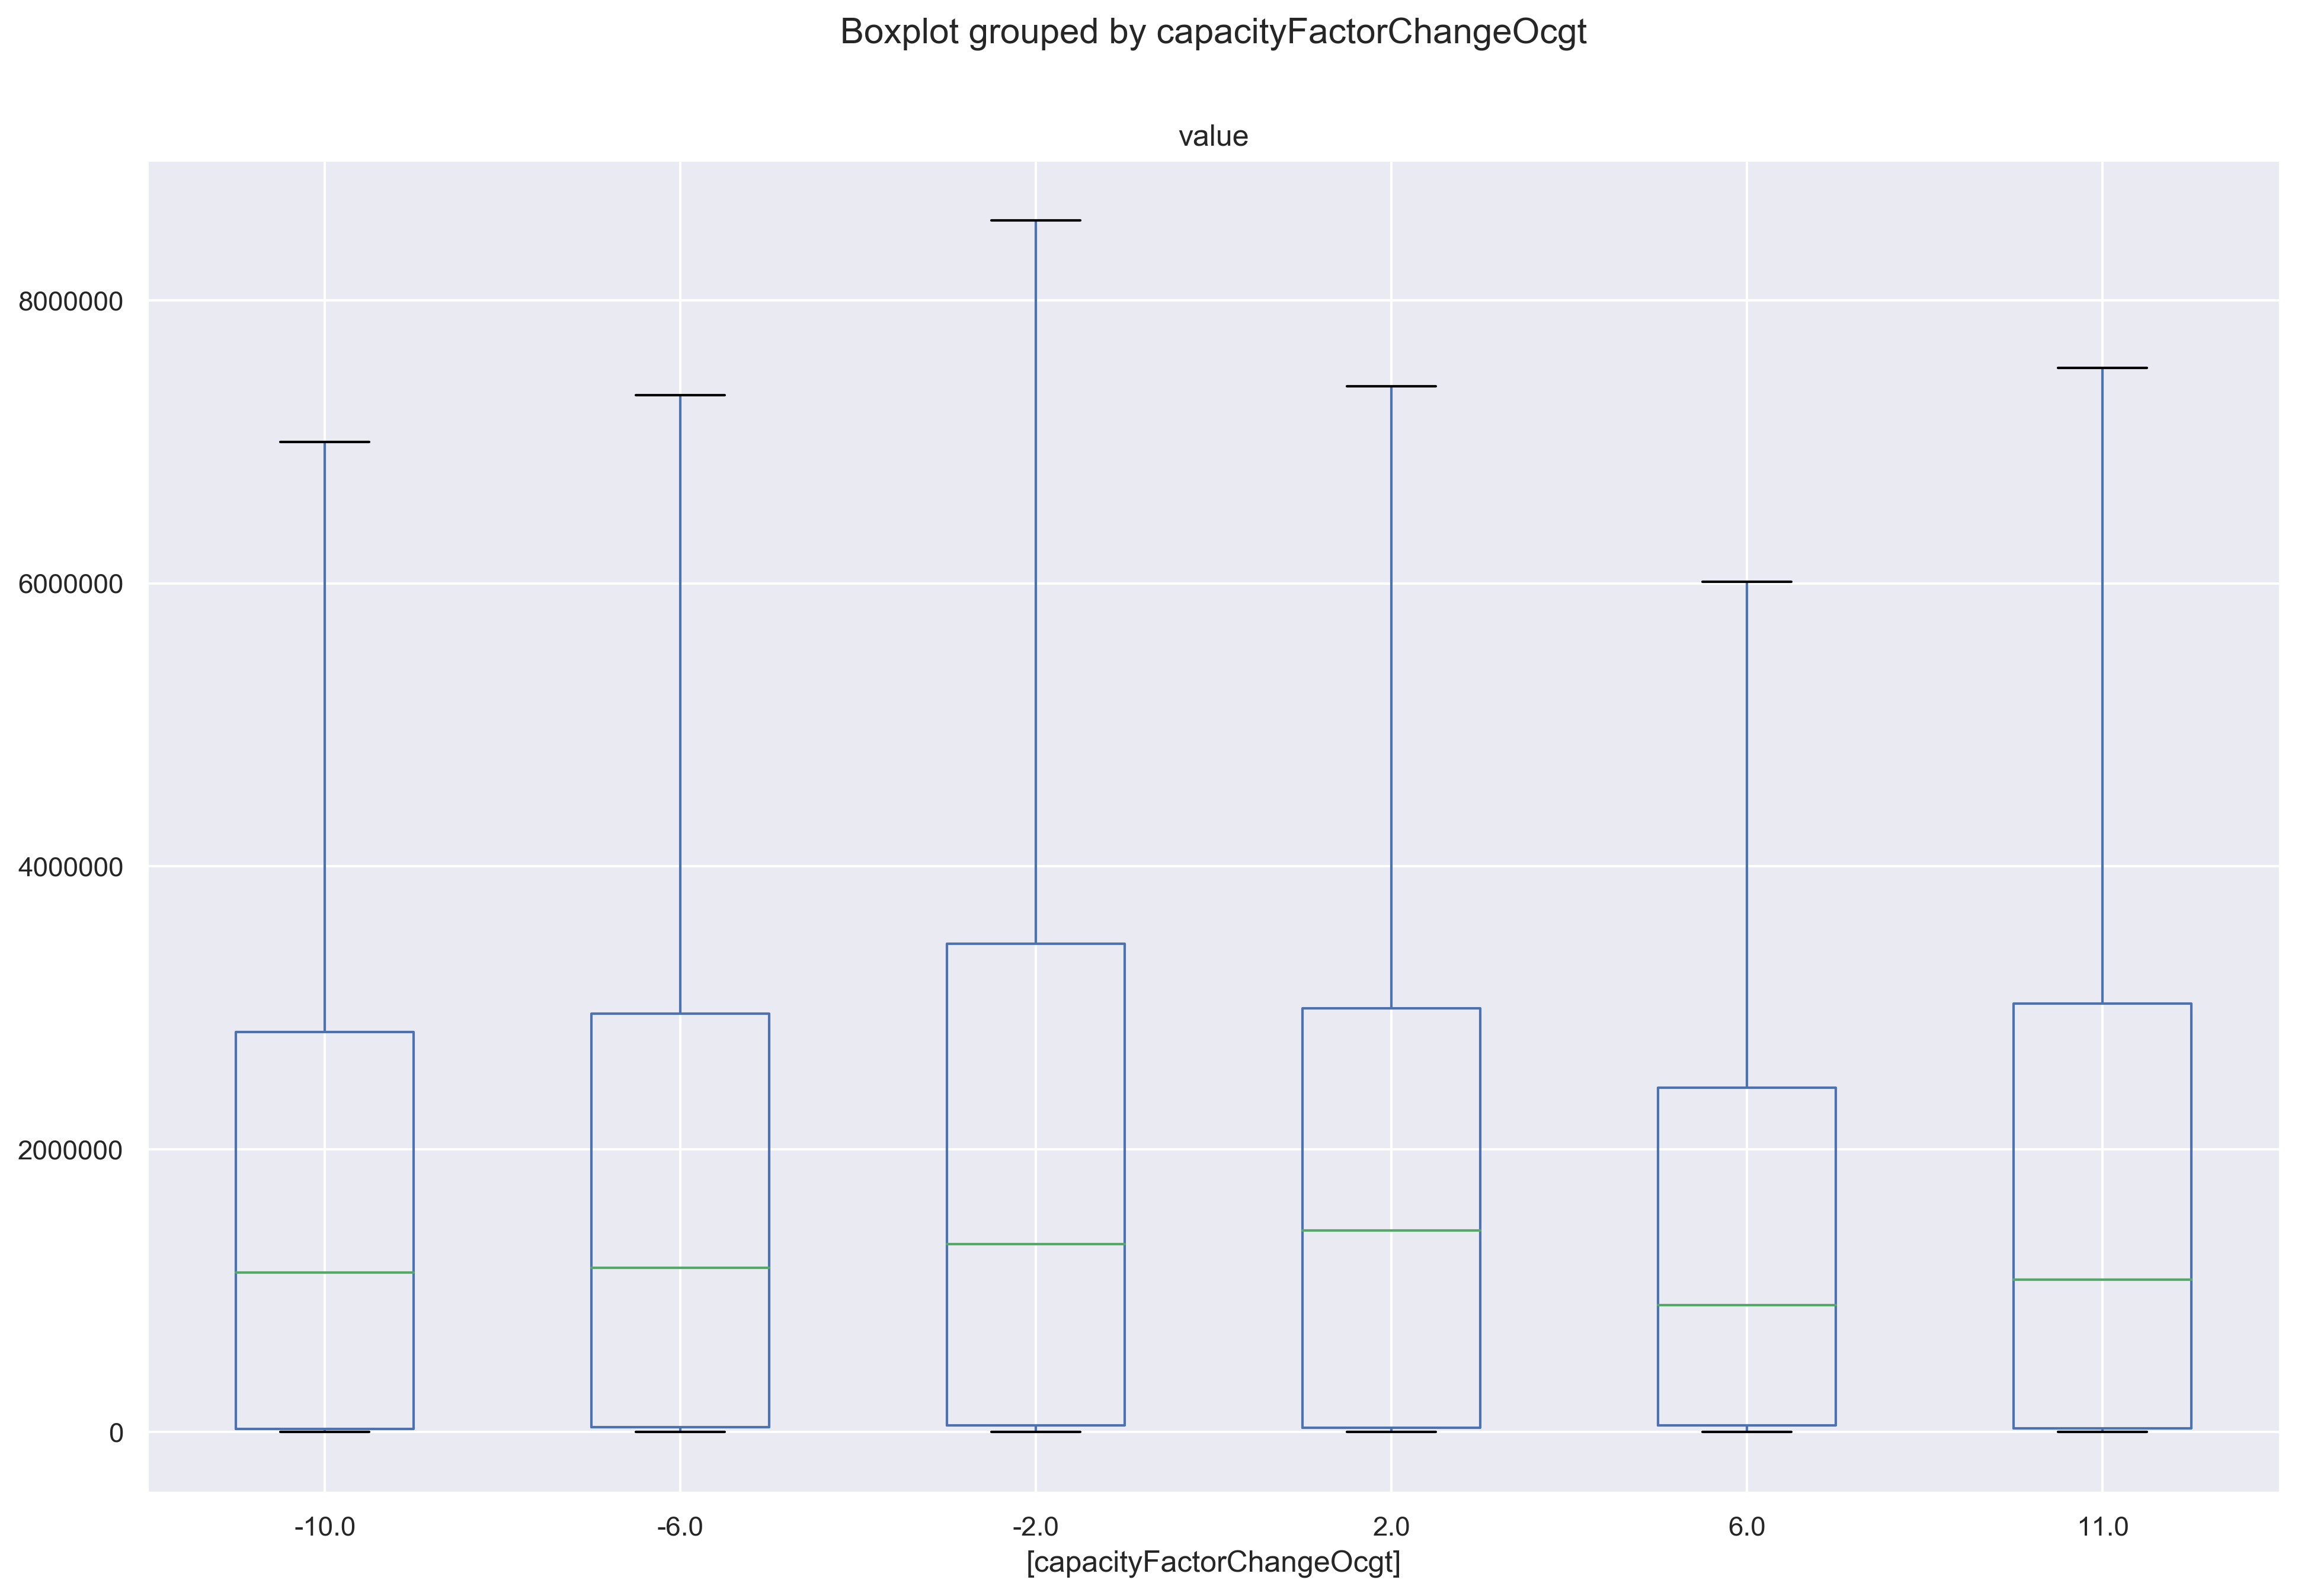 Boxplot grouped by capacityFactorChangeOcgt
value
8000000
6000000
4000000
2000000
0
-10.0 -6.0 -2.0 2.0 6.0 11.0
[capacityFactorChangeOcgt]